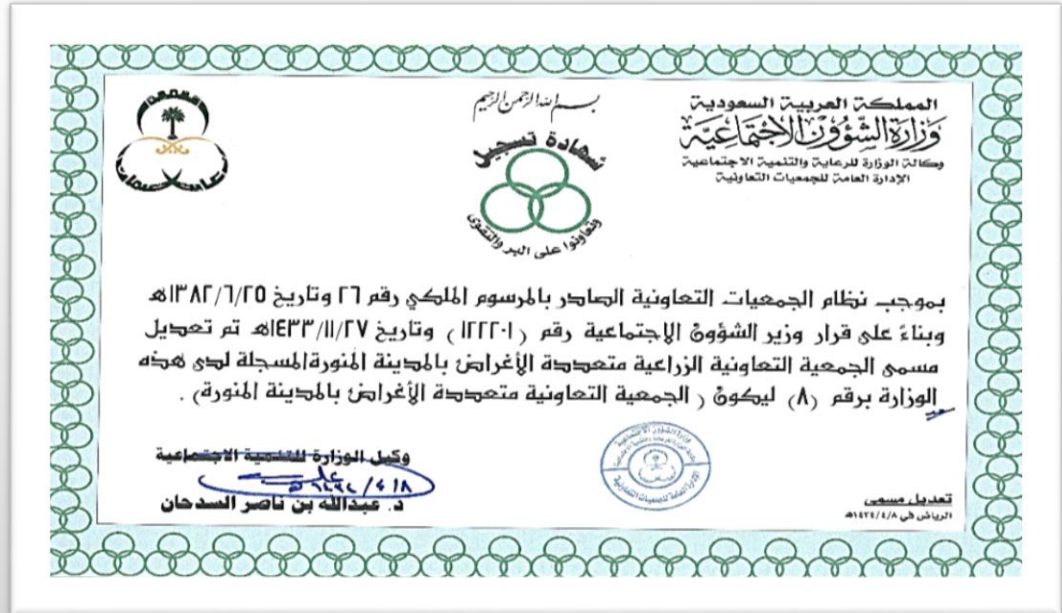 بسم الله الرحمن الرحيم
المملكة العربية السعودية
وزارة الشؤون الاجتماعية
وكالة الوزارة للرعاية والتنمية الاجتماعية
الإدارة العامة للجمعيات التعاونية
شهادة تسجيل
وتعاونوا على البر والتقوى
بموجب نظام الجمعيات التعاونية الصادر بالمرسوم الملكي رقم ٢٦ وتاريخ ١٣٨٢/٦/٢٥هـ
وبناءً على قرار وزير الشؤون الاجتماعية رقم (١٢٢٢٠١) وتاريخ ١٤٣٣/١١/٢٧هـ تم تعديل
مسمى الجمعية التعاونية الزراعية متعددة الأغراض بالمدينة المنورة المسجلة لدى هذه
الوزارة برقم (٨) ليكون (الجمعية التعاونية متعددة الأغراض بالمدينة المنورة).
وكيل الوزارة للتنمية الاجتماعية
د. عبدالله بن ناصر السدحان
تعديل مسمى
الرياض في ١٤٣٤/٤/٨هـ